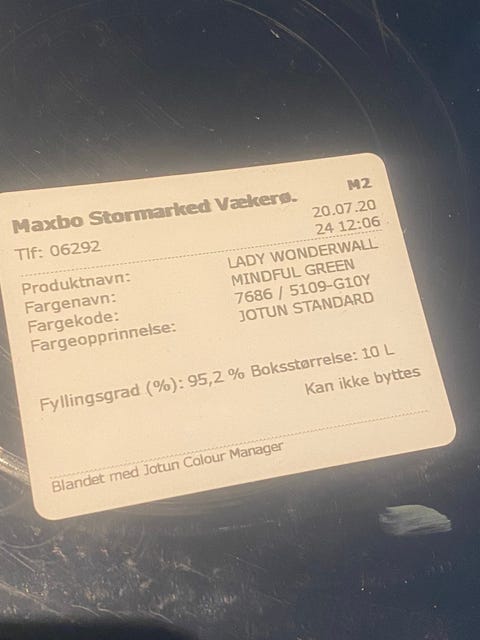 M2
Maxbo Stormarked Vækerø.
20.07.20
Tlf: 06292
24 12:06
Produktnavn: LADY WONDERWALL
Fargenavn: MINDFUL GREEN
Fargekode: 7686 / 5109-G10Y
Fargeopprinnelse: JOTUN STANDARD
Fyllingsgrad (%): 95,2 % Boksstørrelse: 10 L
Kan ikke byttes
Blandet med Jotun Colour Manager